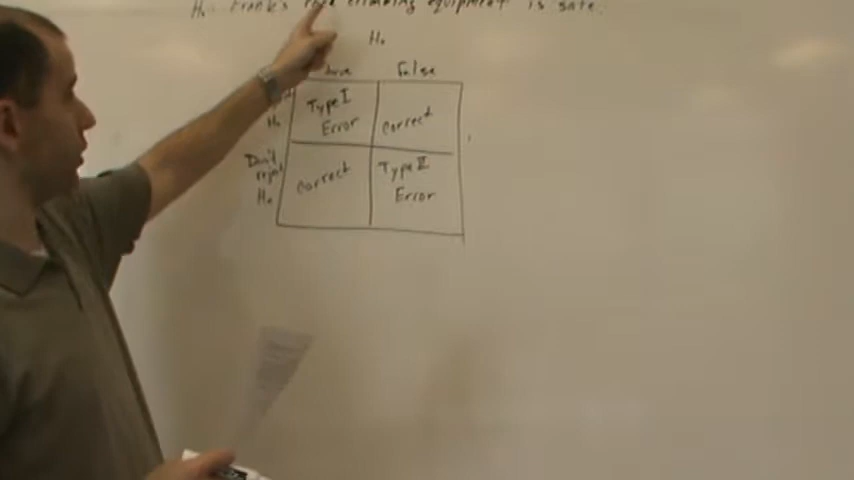 H₀: Frank's rock climbing equipment is safe.
H₀
True False
H₀
Type I
Error
Correct
Don't
reject
H₀
Correct
Type II
Error